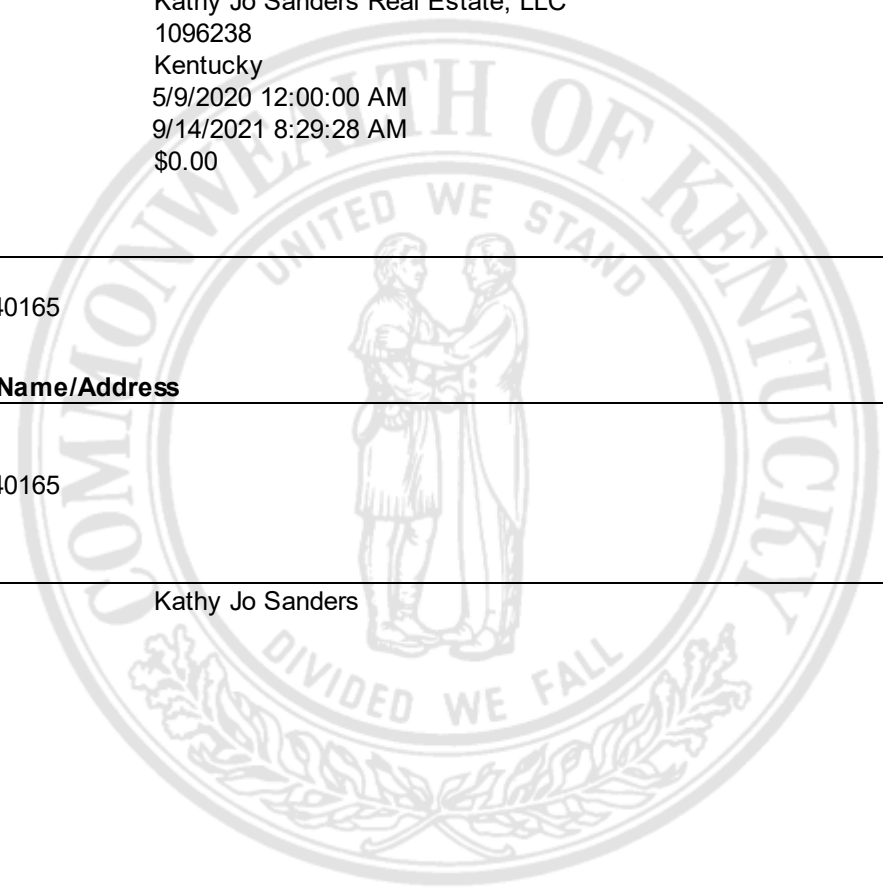 Kathy Jo Sanders Real Estate, LLC
1096238
Kentucky
5/9/2020 12:00:00 AM
9/14/2021 8:29:28 AM
$0.00
40165
Name/Address
40165
Kathy Jo Sanders
COMMONWEALTH OF KENTUCKY
UNITED WE STAND
DIVIDED WE FALL